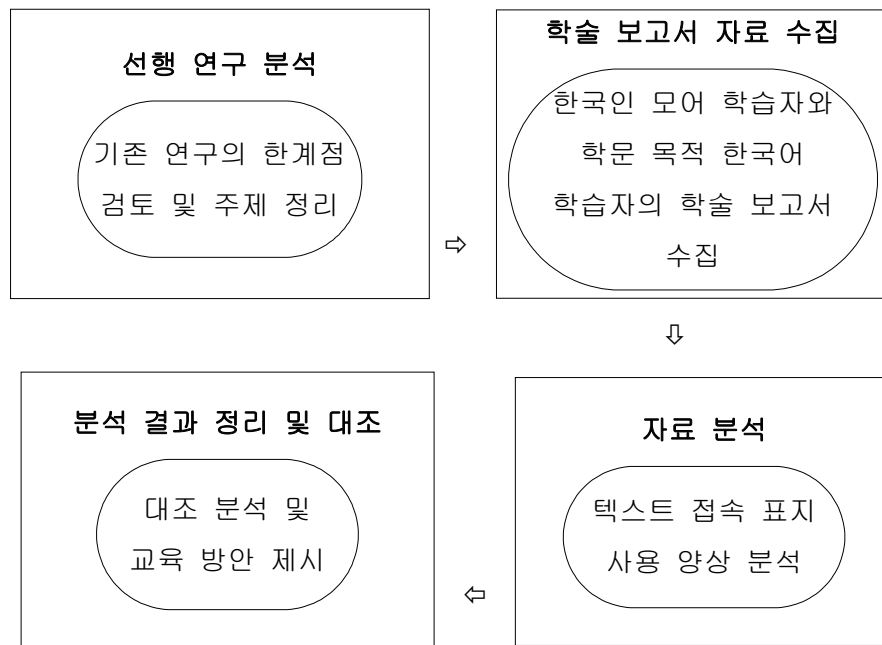 선행 연구 분석
기존 연구의 한계점
검토 및 주제 정리
⇨
학술 보고서 자료 수집
한국인 모어 학습자와
학문 목적 한국어
학습자의 학술 보고서
수집
⇩
자료 분석
텍스트 접속 표지
사용 양상 분석
⇦
분석 결과 정리 및 대조
대조 분석 및
교육 방안 제시